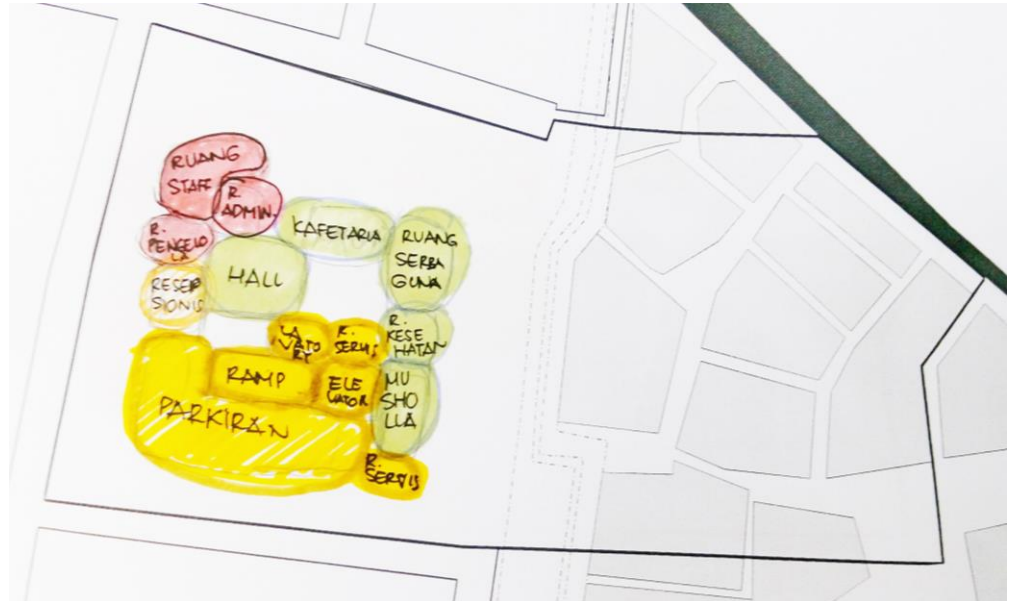 RUANG
STAFF
R.
ADMIN.
R.
PENGELO
LA
RESEP
SIONIS
HALL
KAFETARIA
RUANG
SERBA
GUNA
LA
VATO
RY
R.
SERVIS
R.
KESE
HATAN
RAMP
ELE
VATOR
MU
SHO
LLA
PARKIRAN
R.
SERVIS